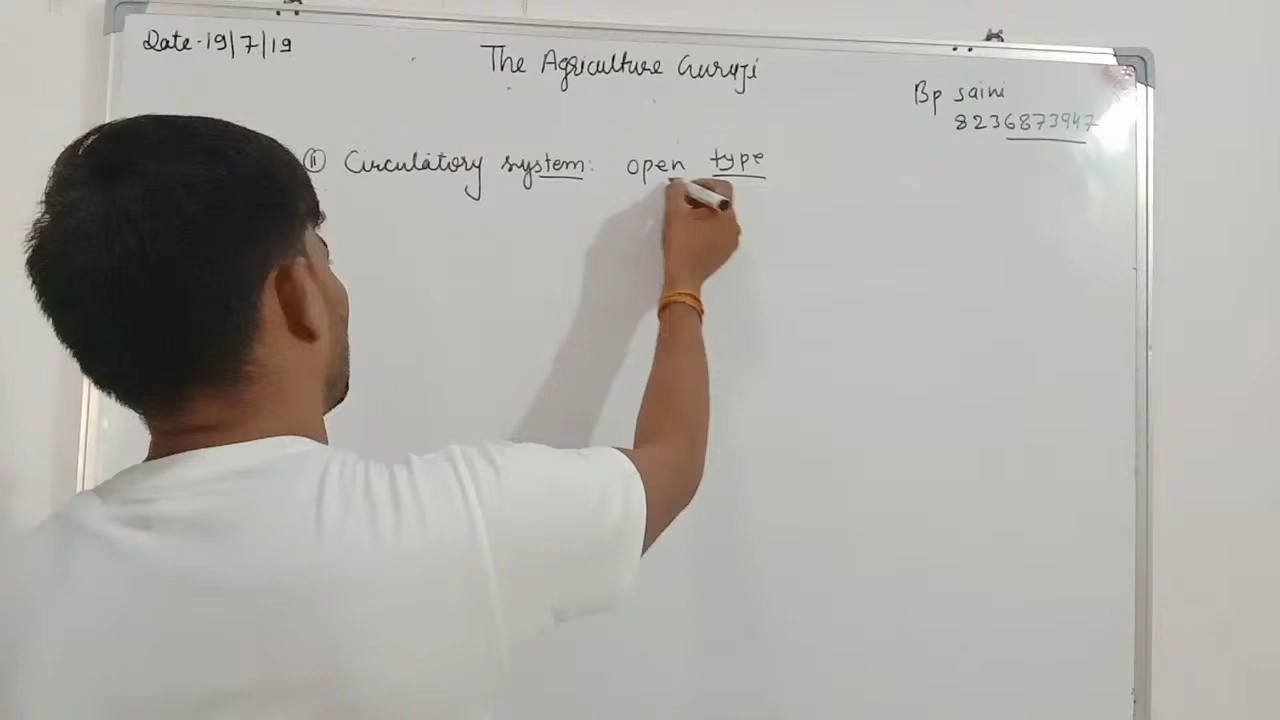 Date-19/7/19
The Agriculture Guruji
Bp saini
8236873947
(11) Circulatory system: open type